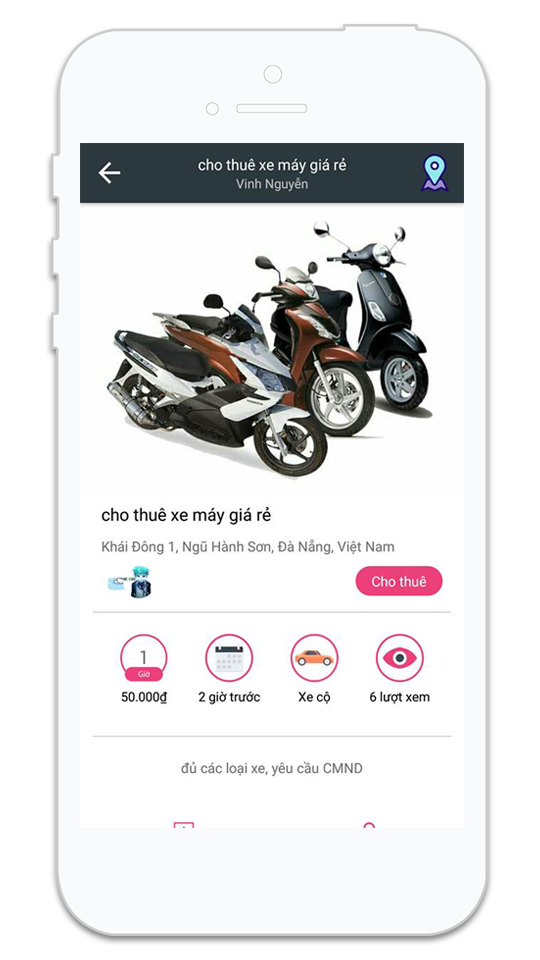 cho thuê xe máy giá rẻ
Vinh Nguyễn
cho thuê xe máy giá rẻ
Khái Đông 1, Ngũ Hành Sơn, Đà Nẵng, Việt Nam
Cho thuê
1
Giờ
50.000₫
2 giờ trước
Xe cộ
6 lượt xem
đủ các loại xe, yêu cầu CMND